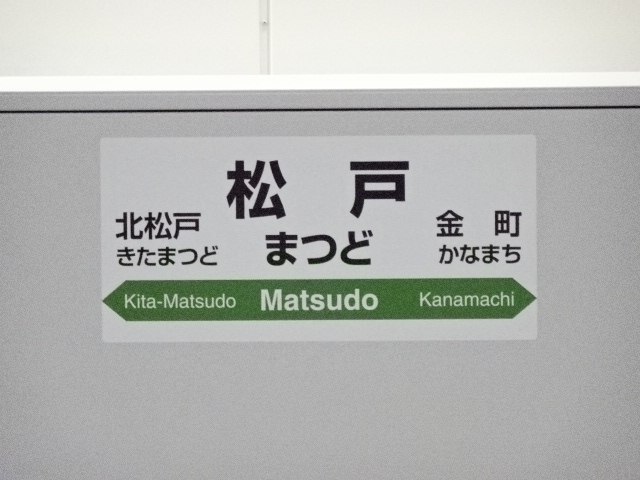 松 戸
北松戸 まつど 金 町
きたまつど かなまち
Kita-Matsudo Matsudo Kanamachi